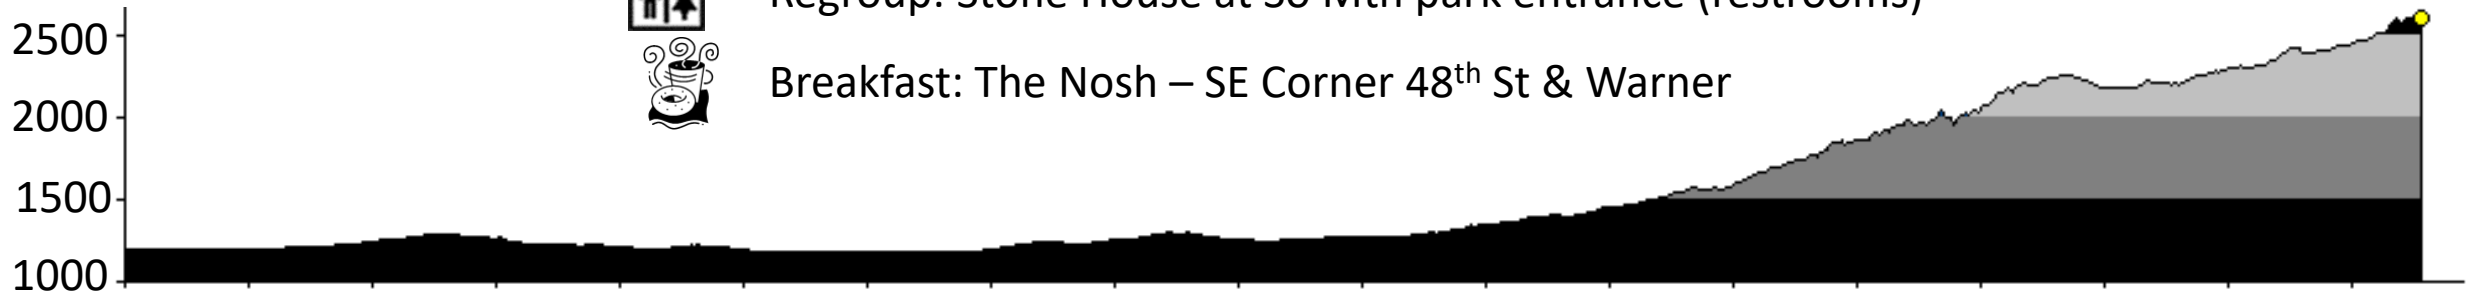 Regroup: Stone House at So Mtn park entrance (restrooms)
Breakfast: The Nosh – SE Corner 48th St & Warner
2500
2000
1500
1000